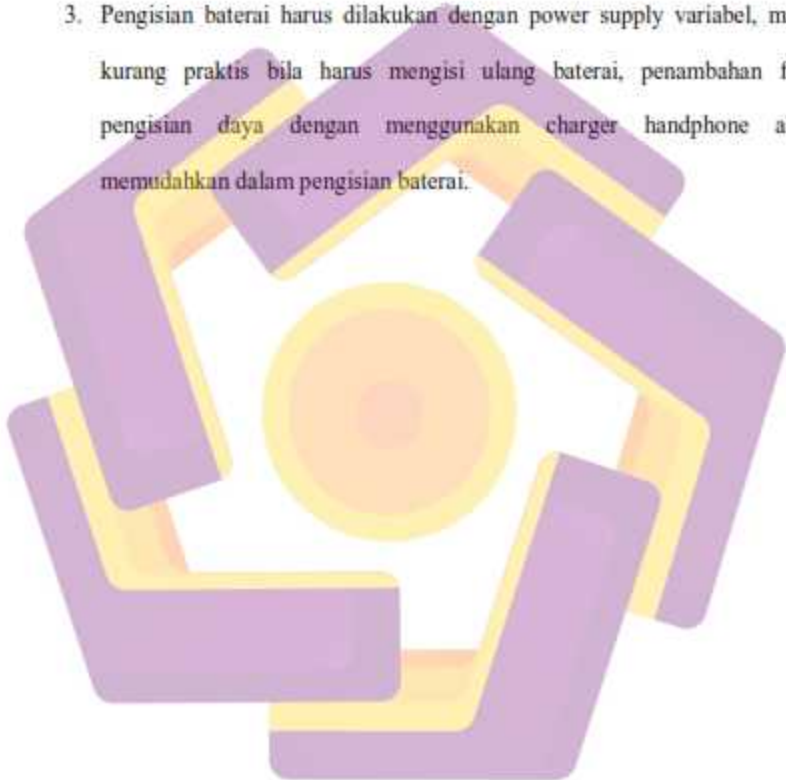 3. Pengisian baterai harus dilakukan dengan power supply variabel, m
kurang praktis bila harus mengisi ulang baterai, penambahan f
pengisian daya dengan menggunakan charger handphone a
memudahkan dalam pengisian baterai.